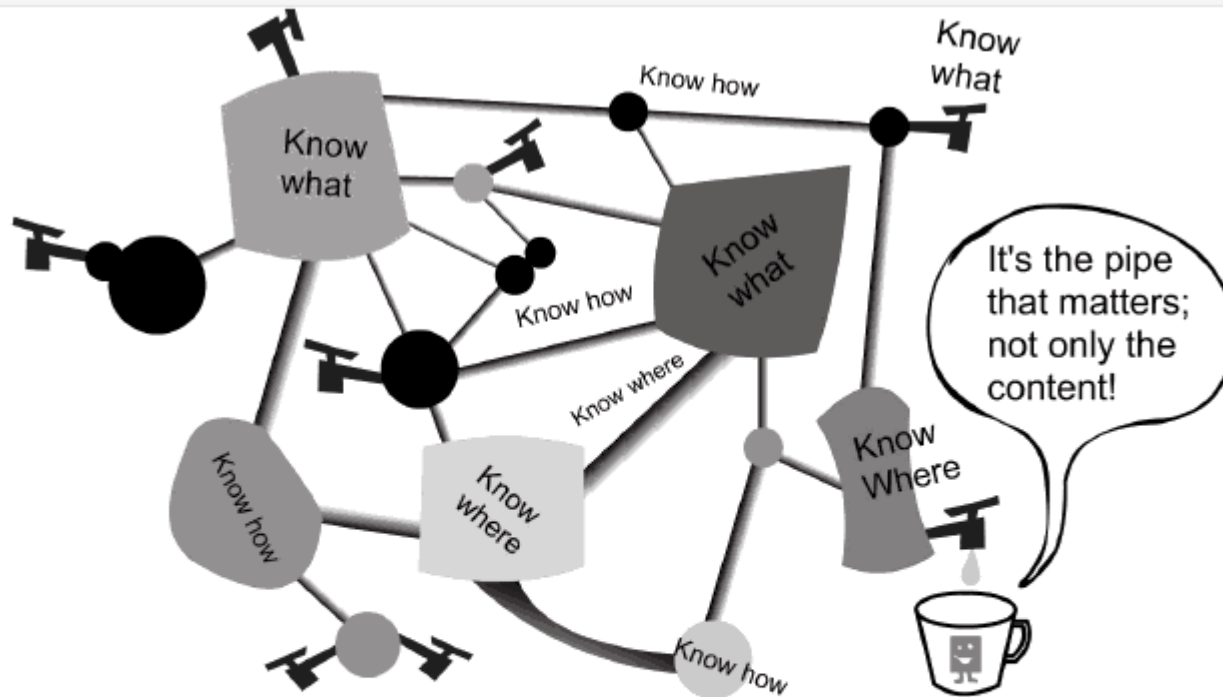 Know
what
Know how
Know
what
Know
what
Know how
Know where
It's the pipe
that matters;
not only the
content!
Know how
Know
where
Know
Where
Know how